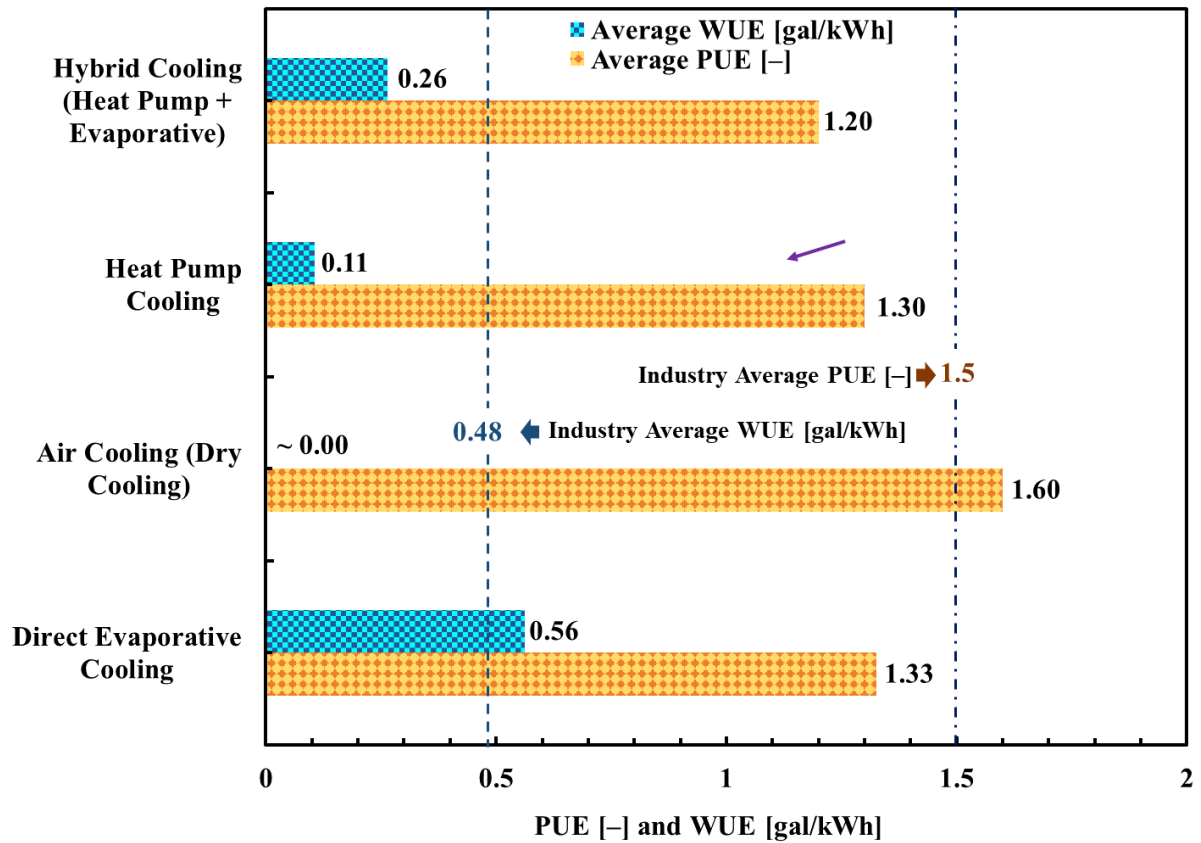 Average WUE [gal/kWh]
Average PUE [–]
Hybrid Cooling
(Heat Pump +
Evaporative)
0.26
1.20
Heat Pump
Cooling
0.11
1.30
Industry Average PUE [–]
1.5
0.48
Industry Average WUE [gal/kWh]
Air Cooling (Dry
Cooling)
~ 0.00
1.60
Direct Evaporative
Cooling
0.56
1.33
0
0.5
1
1.5
2
PUE [–] and WUE [gal/kWh]